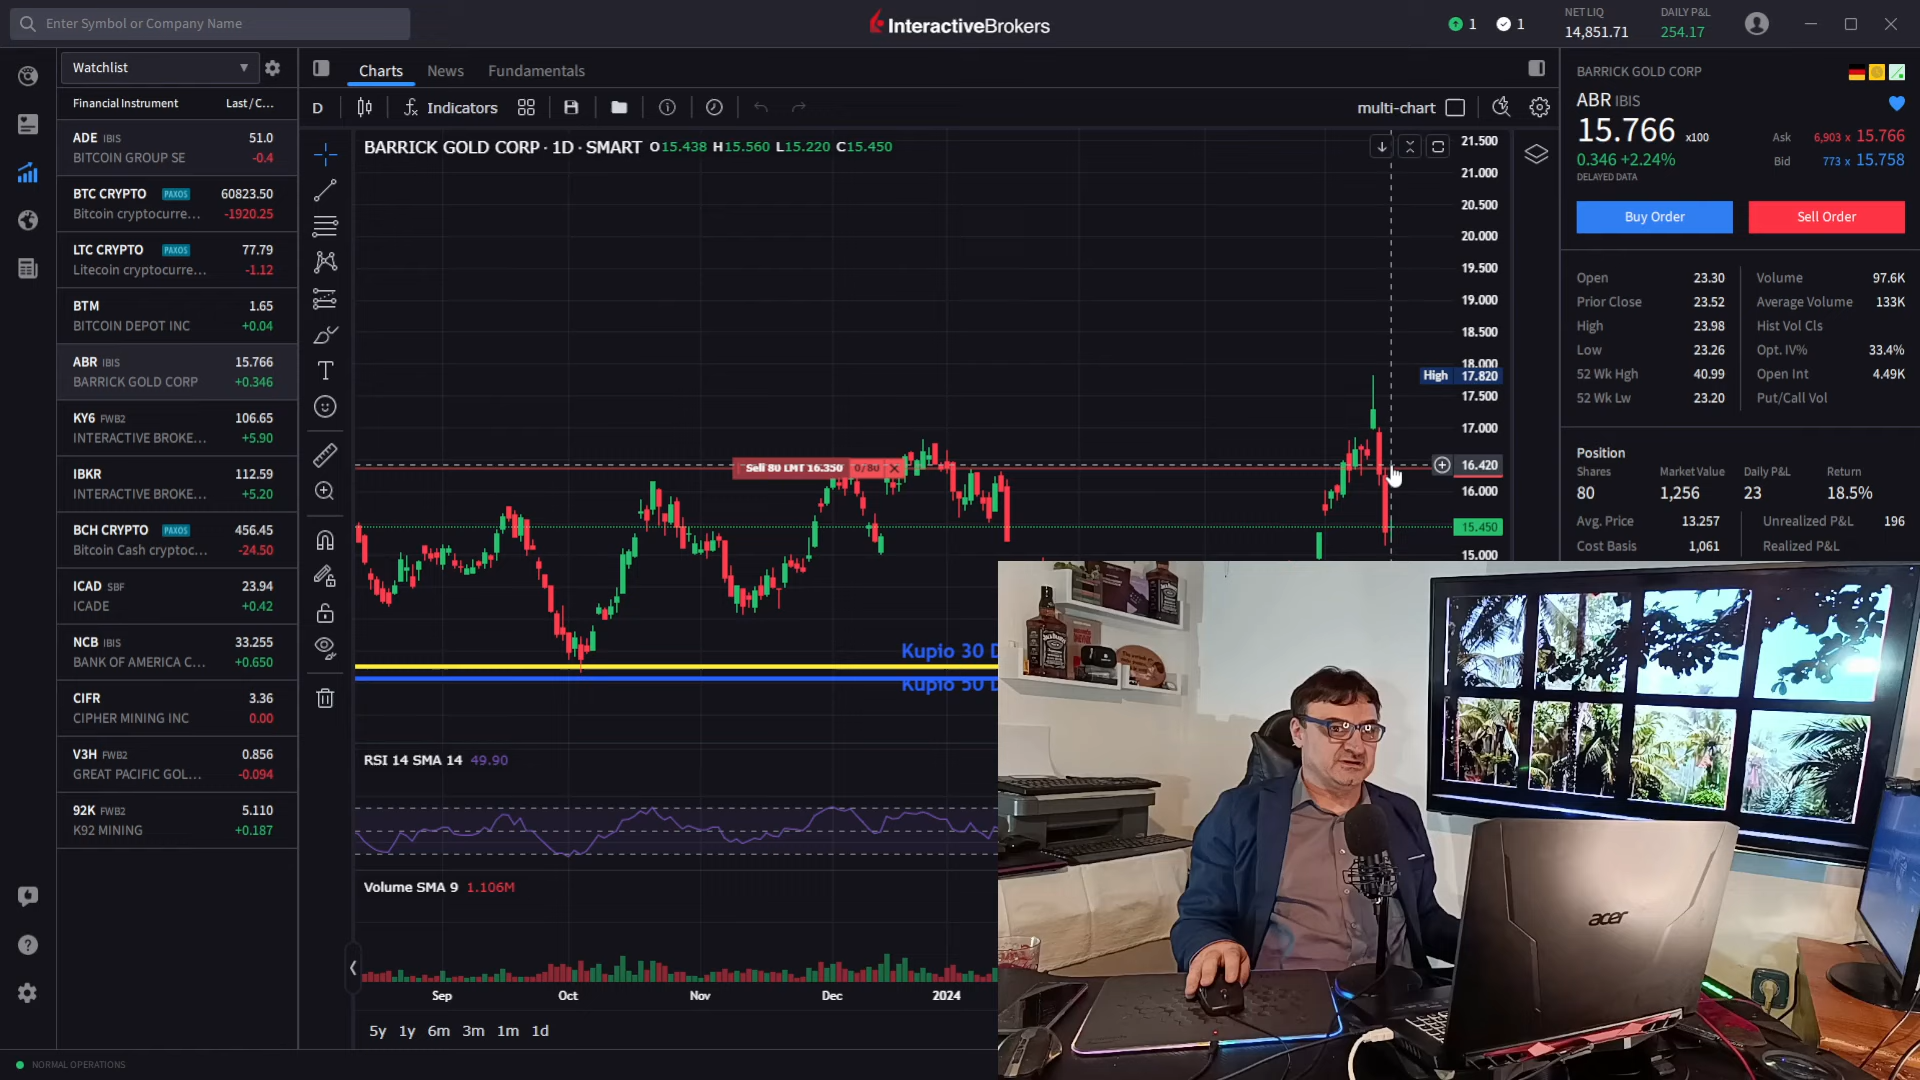 Enter Symbol or Company Name
InteractiveBrokers
1
1
NET LIQ
14,851.71
DAILY P&L
254.17
Watchlist
Charts
News
Fundamentals
Financial Instrument
Last / C...
D
Indicators
multi-chart
ADE IBIS 51.0
BITCOIN GROUP SE -0.4
BTC CRYPTO PAXOS 60823.50
Bitcoin cryptocurre... -1920.25
LTC CRYPTO PAXOS 77.79
Litecoin cryptocurre... -1.12
BTM 1.65
BITCOIN DEPOT INC +0.04
ABR IBIS 15.766
BARRICK GOLD CORP +0.346
KY6 FWB2 106.65
INTERACTIVE BROKE... +5.90
IBKR 112.59
INTERACTIVE BROKE... +5.20
BCH CRYPTO PAXOS 456.45
Bitcoin Cash cryptoc... -24.50
ICAD SBF 23.94
ICADE +0.42
NCB IBIS 33.255
BANK OF AMERICA C... +0.650
CIFR 3.36
CIPHER MINING INC 0.00
V3H FWB2 0.856
GREAT PACIFIC GOL... -0.094
92K FWB2 5.110
K92 MINING +0.187
NORMAL OPERATIONS
BARRICK GOLD CORP · 1D · SMART O15.438 H15.560 L15.220 C15.450
21.500
21.000
20.500
20.000
19.500
19.000
18.500
18.000
High 17.820
17.500
17.000
16.420
16.000
15.450
15.000
Sell 80 LMT 16.350 0/80
Kupio 30 D
Kupio 50 D
RSI 14 SMA 14 49.90
Volume SMA 9 1.106M
Sep
Oct
Nov
Dec
2024
5y 1y 6m 3m 1m 1d
BARRICK GOLD CORP
ABR IBIS
15.766 x100
0.346 +2.24%
DELAYED DATA
Ask 6,903 x 15.766
Bid 773 x 15.758
Buy Order
Sell Order
Open 23.30
Prior Close 23.52
High 23.98
Low 23.26
52 Wk Hgh 40.99
52 Wk Lw 23.20
Volume 97.6K
Average Volume 133K
Hist Vol Cls
Opt. IV% 33.4%
Open Int 4.49K
Put/Call Vol
Position
Shares Market Value Daily P&L Return
80 1,256 23 18.5%
Avg. Price 13.257
Unrealized P&L 196
Cost Basis 1,061
Realized P&L
acer